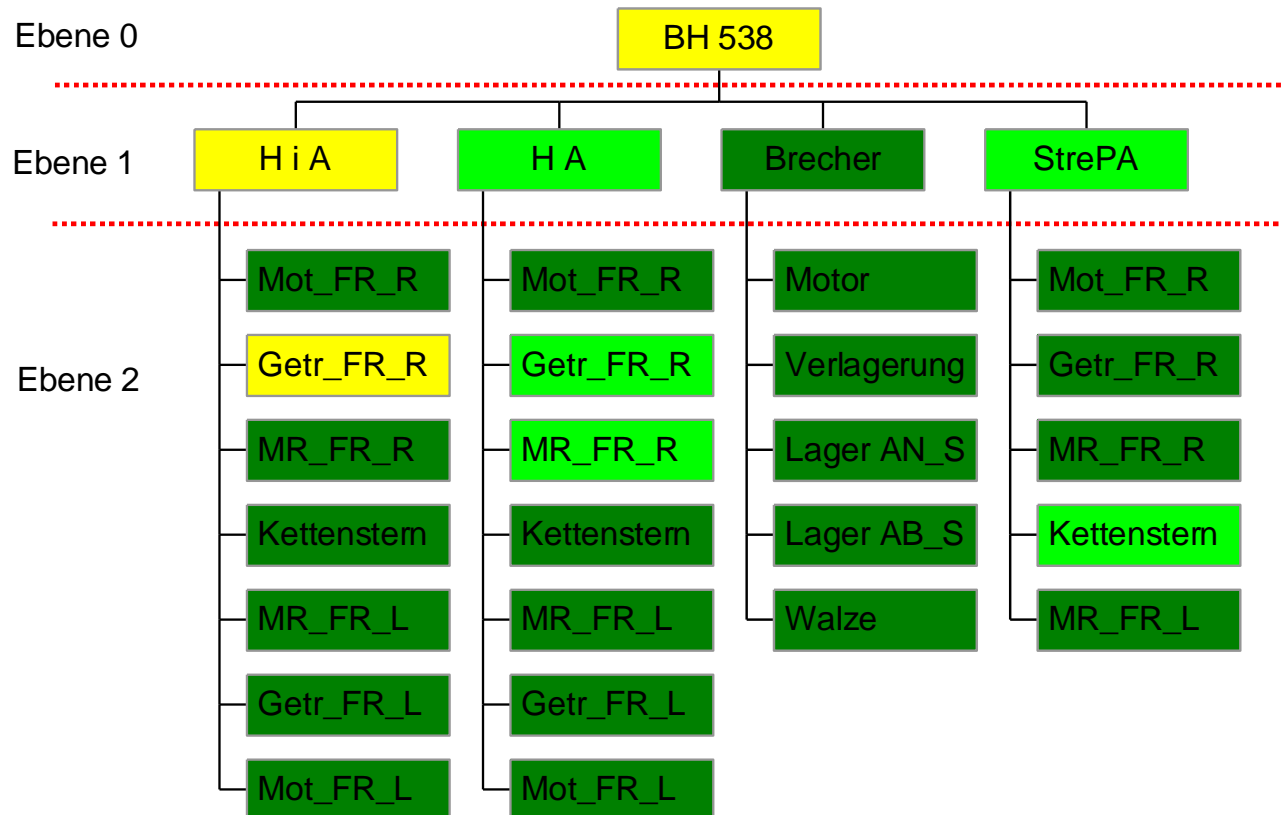 Ebene 0
BH 538
Ebene 1
H i A
H A
Brecher
StrePA
Ebene 2
Mot_FR_R
Getr_FR_R
MR_FR_R
Kettenstern
MR_FR_L
Getr_FR_L
Mot_FR_L
Mot_FR_R
Getr_FR_R
MR_FR_R
Kettenstern
MR_FR_L
Getr_FR_L
Mot_FR_L
Motor
Verlagerung
Lager AN_S
Lager AB_S
Walze
Mot_FR_R
Getr_FR_R
MR_FR_R
Kettenstern
MR_FR_L